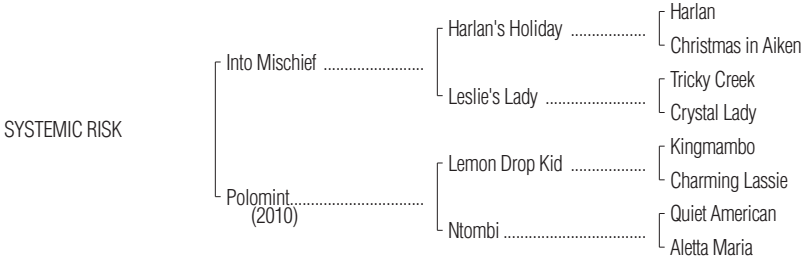 Harlan
Harlan's Holiday ..................
Christmas in Aiken
Into Mischief ........................
Tricky Creek
Leslie's Lady ........................
Crystal Lady
SYSTEMIC RISK
Kingmambo
Lemon Drop Kid ..................
Charming Lassie
Polomint................................
(2010)
Quiet American
Ntombi ..................................
Aletta Maria